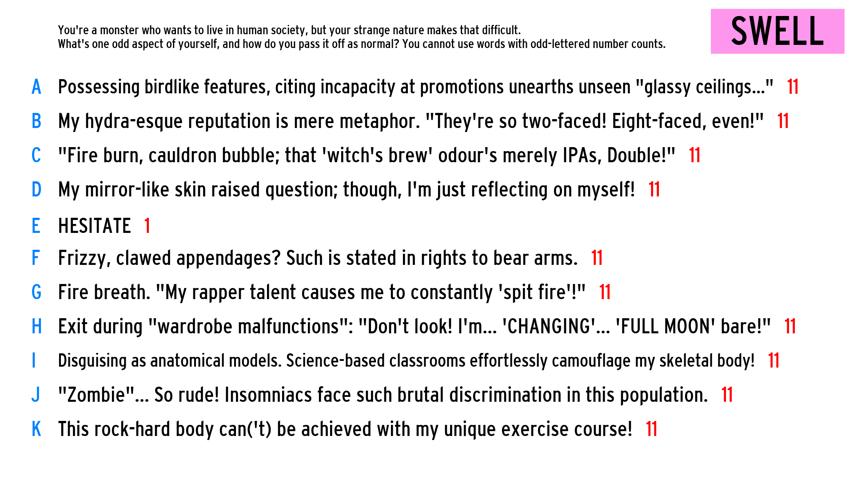 You're a monster who wants to live in human society, but your strange nature makes that difficult.
What's one odd aspect of yourself, and how do you pass it off as normal? You cannot use words with odd-lettered number counts.
SWELL
A Possessing birdlike features, citing incapacity at promotions unearths unseen "glassy ceilings..." 11
B My hydra-esque reputation is mere metaphor. "They're so two-faced! Eight-faced, even!" 11
C "Fire burn, cauldron bubble; that 'witch's brew' odour's merely IPAs, Double!" 11
D My mirror-like skin raised question; though, I'm just reflecting on myself! 11
E HESITATE 1
F Frizzy, clawed appendages? Such is stated in rights to bear arms. 11
G Fire breath. "My rapper talent causes me to constantly 'spit fire'!" 11
H Exit during "wardrobe malfunctions": "Don't look! I'm... 'CHANGING'... 'FULL MOON' bare!" 11
I Disguising as anatomical models. Science-based classrooms effortlessly camouflage my skeletal body! 11
J "Zombie"... So rude! Insomniacs face such brutal discrimination in this population. 11
K This rock-hard body can('t) be achieved with my unique exercise course! 11